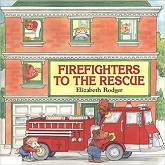 FIREFIGHTERS
TO THE RESCUE
Elizabeth Rodger